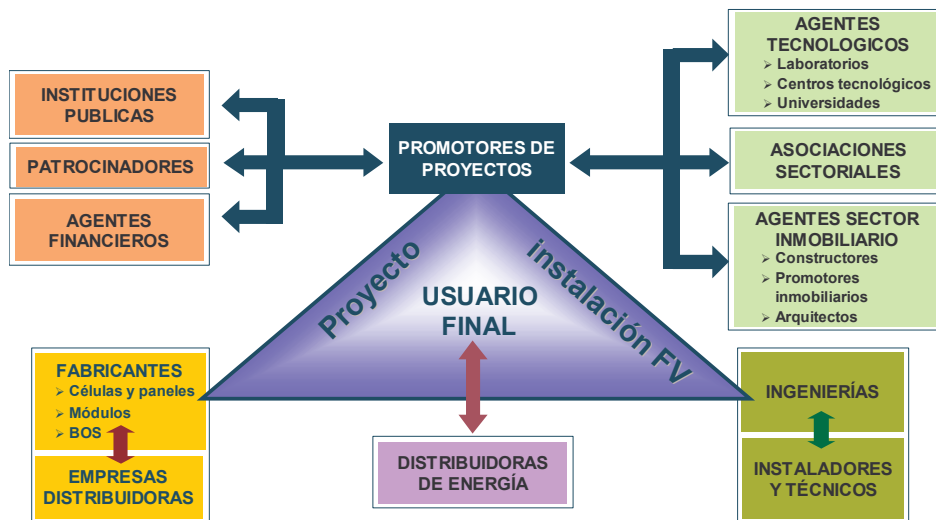 INSTITUCIONES
PUBLICAS
PATROCINADORES
AGENTES
FINANCIEROS
PROMOTORES DE
PROYECTOS
AGENTES
TECNOLOGICOS
➢ Laboratorios
➢ Centros tecnológicos
➢ Universidades
ASOCIACIONES
SECTORIALES
AGENTES SECTOR
INMOBILIARIO
➢ Constructores
➢ Promotores
inmobiliarios
➢ Arquitectos
Proyecto
instalación FV
USUARIO
FINAL
FABRICANTES
➢ Células y paneles
➢ Módulos
➢ BOS
EMPRESAS
DISTRIBUIDORAS
DISTRIBUIDORAS
DE ENERGÍA
INGENIERÍAS
INSTALADORES
Y TÉCNICOS